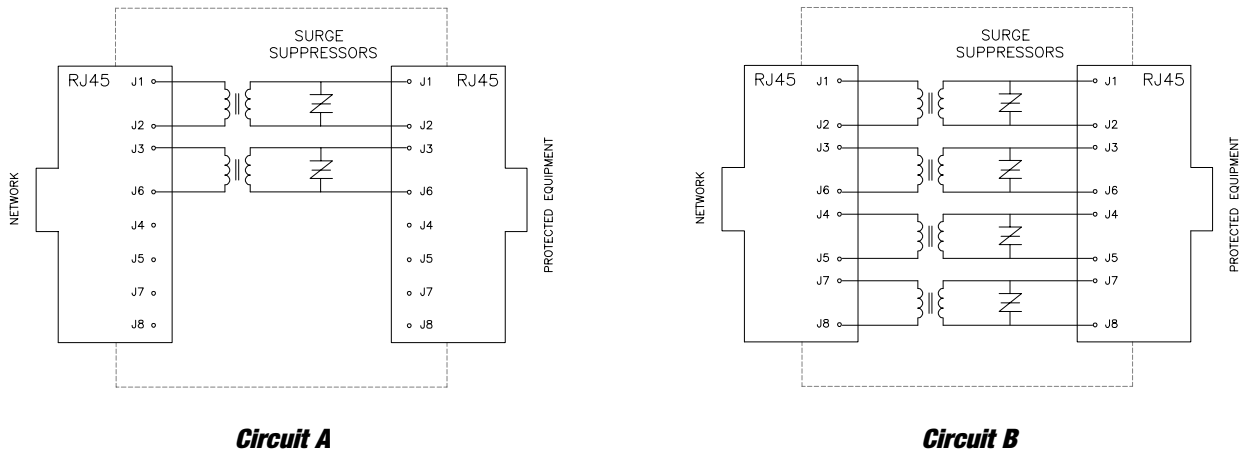 SURGE
SUPPRESSORS
RJ45
J1
J2
J3
J6
J4
J5
J7
J8
J1
J2
J3
J6
J4
J5
J7
J8
RJ45
NETWORK
PROTECTED EQUIPMENT
Circuit A
SURGE
SUPPRESSORS
RJ45
J1
J2
J3
J6
J4
J5
J7
J8
J1
J2
J3
J6
J4
J5
J7
J8
RJ45
NETWORK
PROTECTED EQUIPMENT
Circuit B